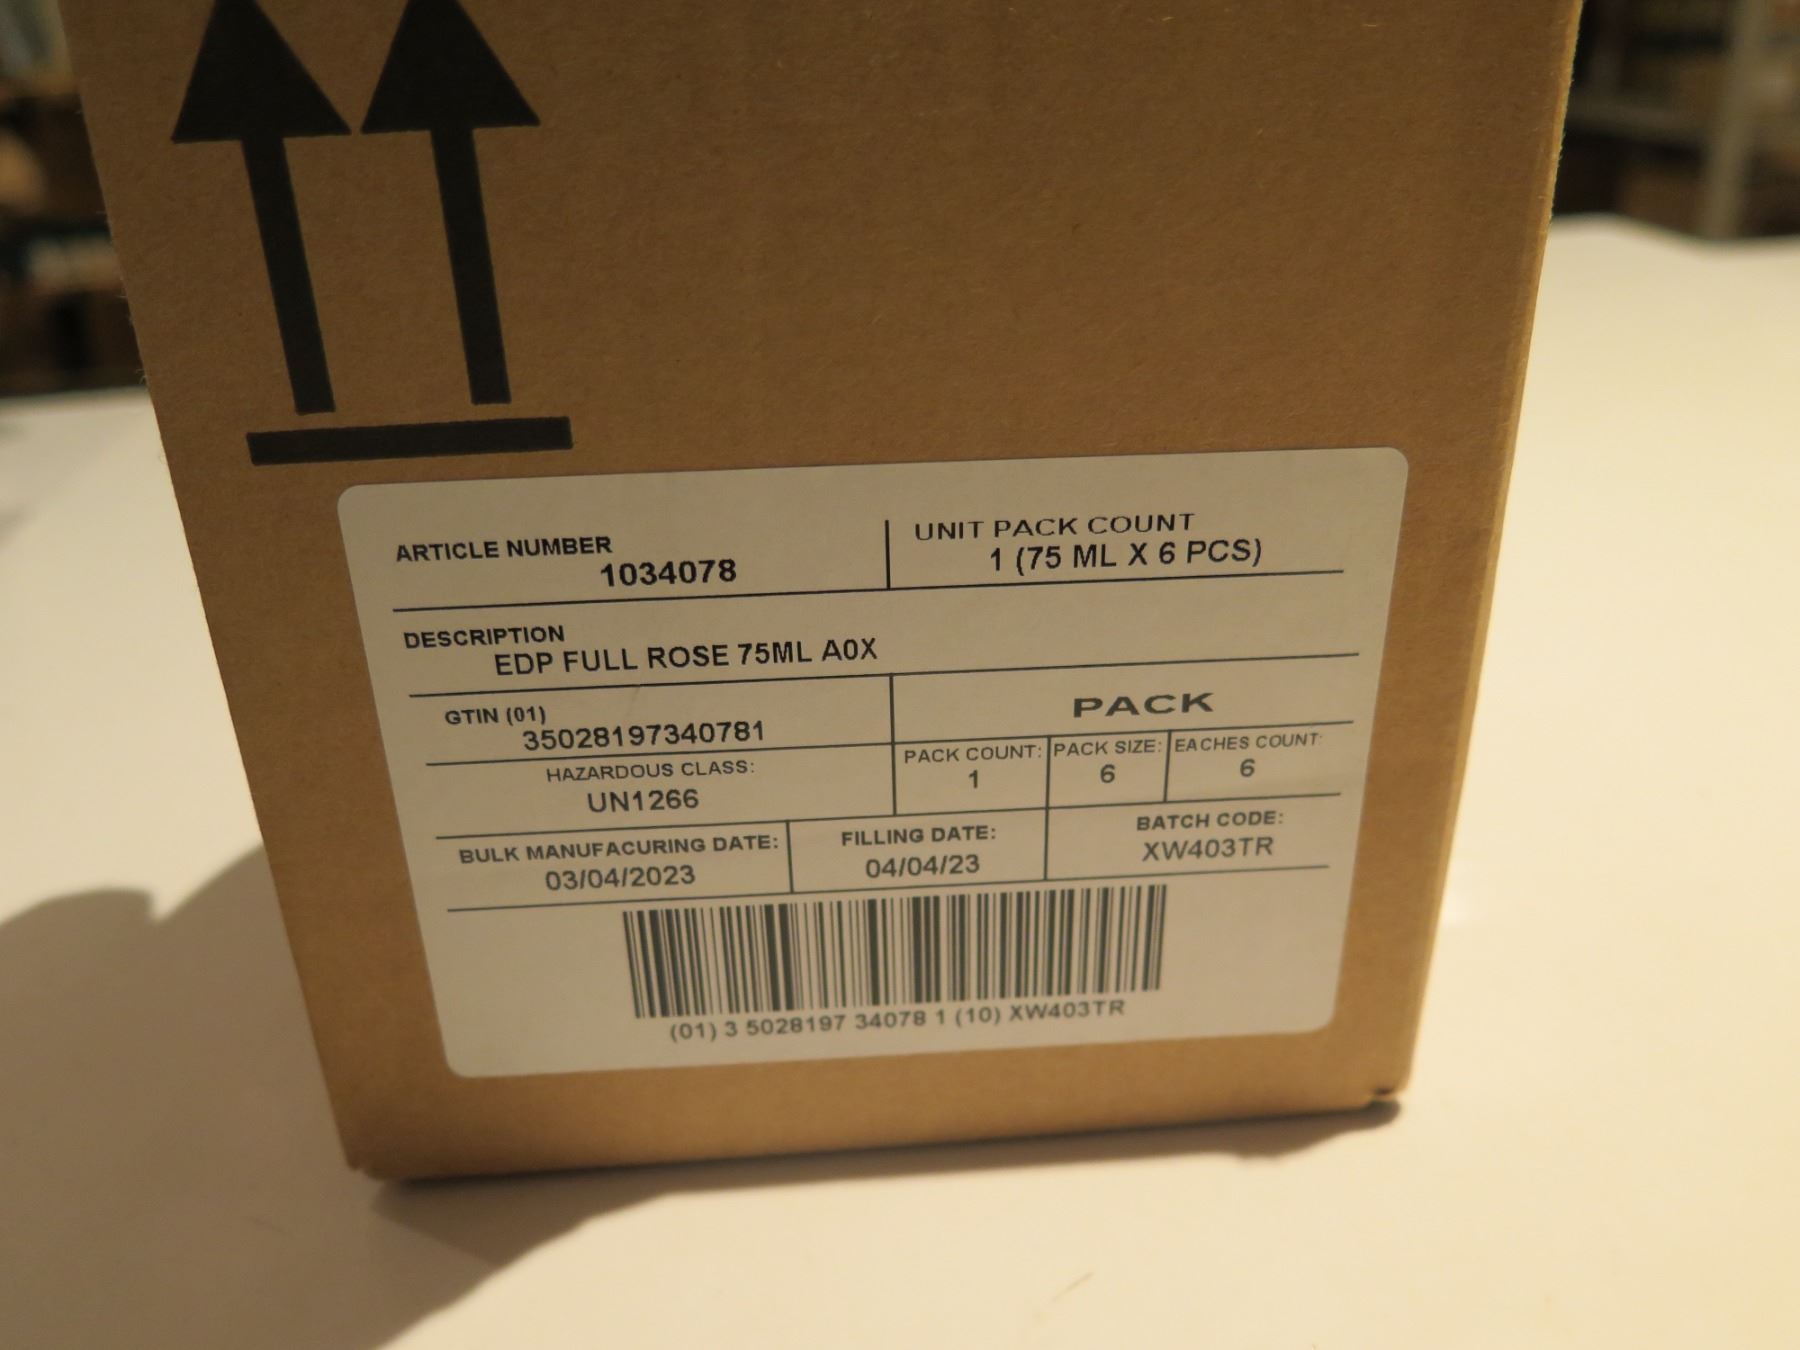 ARTICLE NUMBER
1034078
UNIT PACK COUNT
1 (75 ML X 6 PCS)
DESCRIPTION
EDP FULL ROSE 75ML A0X
GTIN (01)
35028197340781
PACK
HAZARDOUS CLASS:
UN1266
PACK COUNT:
1
PACK SIZE:
6
EACHES COUNT:
6
BULK MANUFACURING DATE:
03/04/2023
FILLING DATE:
04/04/23
BATCH CODE:
XW403TR
(01) 3 5028197 34078 1 (10) XW403TR